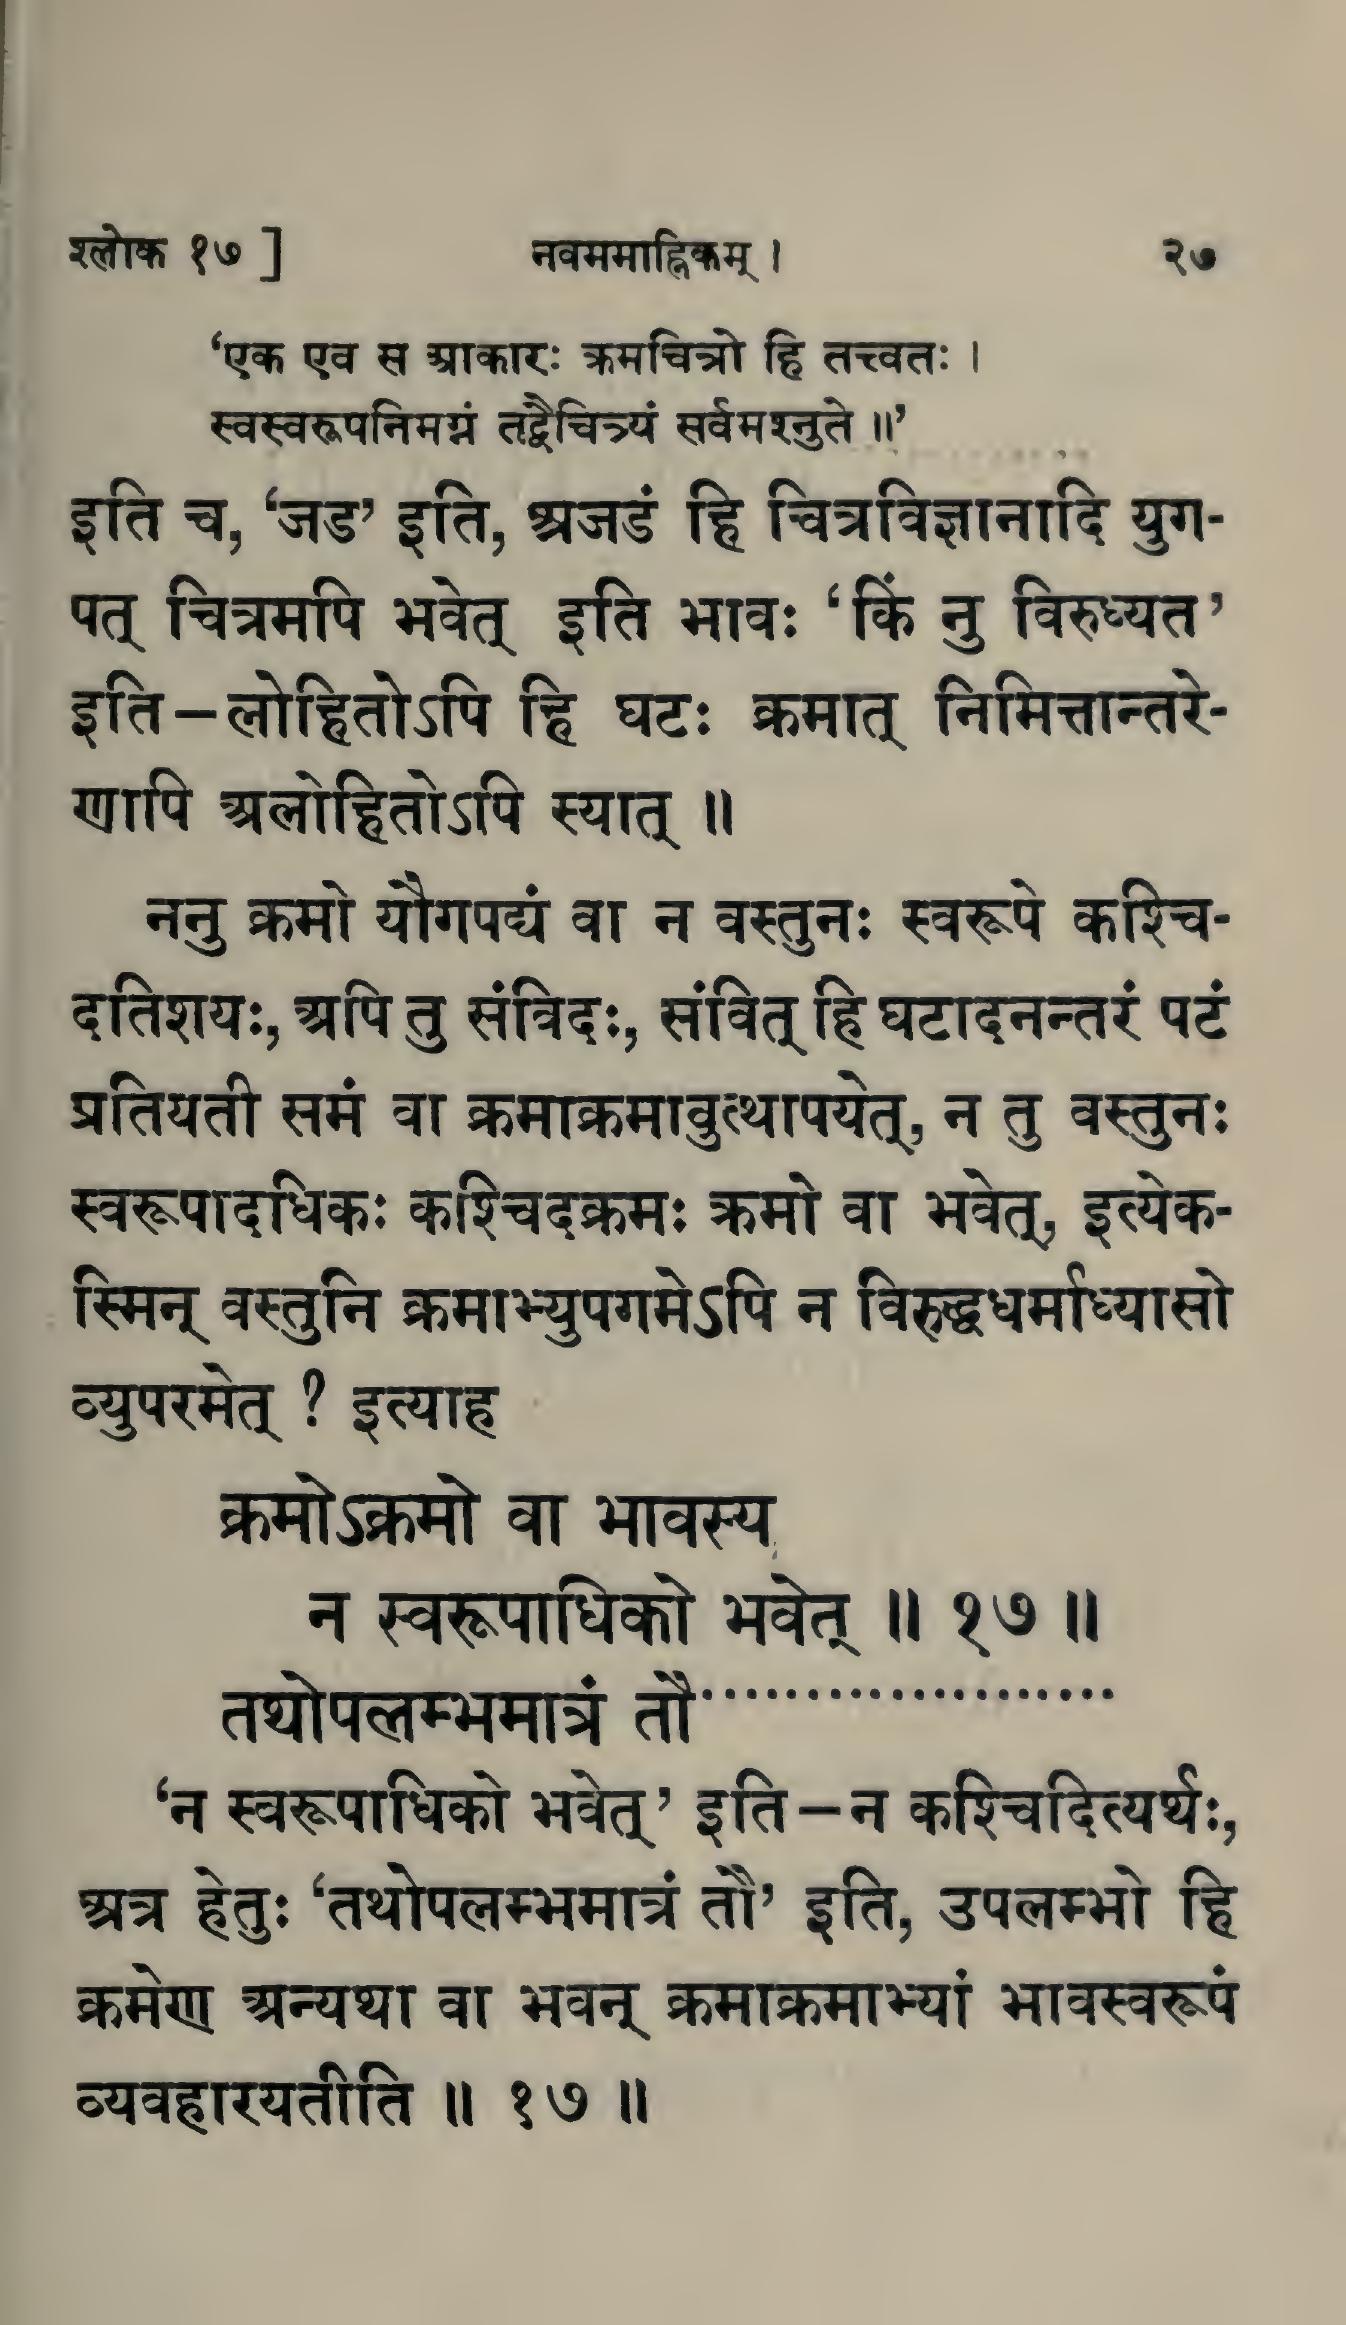 श्लोक १७ ] नवममाह्निकम् । २७
‘एक एव स आकारः क्रमचित्रो हि तत्त्वतः ।
स्वस्वरूपनिमग्नं तद्वैचित्र्यं सर्वमश्नुते ॥’
इति च, ‘जड’ इति, अजडं हि चित्रविज्ञानादि युग-
पत् चित्रमपि भवेत् इति भावः ‘किं नु विरुध्यत’
इति – लोहितोऽपि हि घटः क्रमात् निमित्तान्तरे-
णापि अलोहितोऽपि स्यात् ॥
ननु क्रमो यौगपद्यं वा न वस्तुनः स्वरूपे कश्चि-
दतिशयः, अपि तु संविदः, संवित् हि घटादनन्तरं पटं
प्रतियती समं वा क्रमाक्रमावुत्थापयेत्, न तु वस्तुनः
स्वरूपादधिकः कश्चिदक्रमः क्रमो वा भवेत्, इत्येक-
स्मिन् वस्तुनि क्रमाभ्युपगमेऽपि न विरुद्धधर्माध्यासो
व्युपरमेत् ? इत्याह
क्रमोऽक्रमो वा भावस्य
न स्वरूपाधिको भवेत् ॥ १७ ॥
तथोपलम्भमात्रं तौ.....................
‘न स्वरूपाधिको भवेत्’ इति – न कश्चिदित्यर्थः,
अत्र हेतुः ‘तथोपलम्भमात्रं तौ’ इति, उपलम्भो हि
क्रमेण अन्यथा वा भवन् क्रमाक्रमाभ्यां भावस्वरूपं
व्यवहारयतीति ॥ १७ ॥